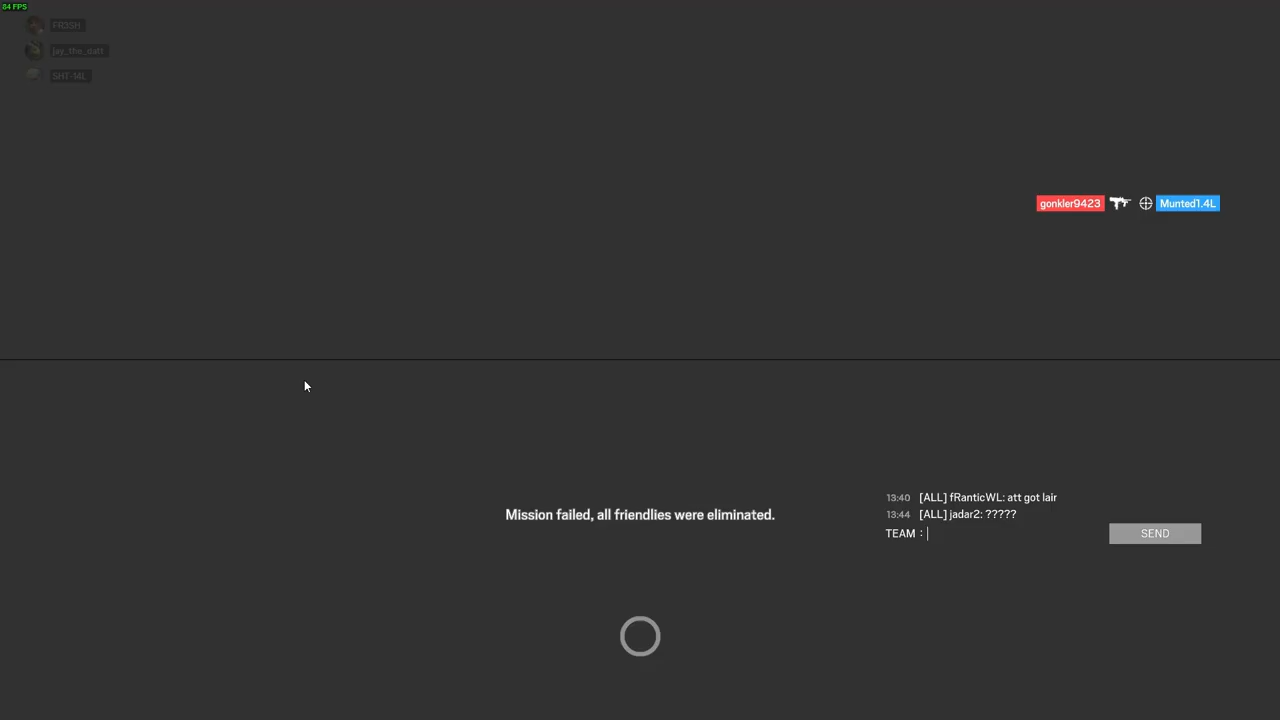 84 FPS
FR3SH
jay_the_daft
SHT-14L
gonkler9423 Munted1.4L
Mission failed, all friendlies were eliminated.
13:40 [ALL] fRanticWL: att got lair
13:44 [ALL] jadar2: ?????
TEAM : SEND